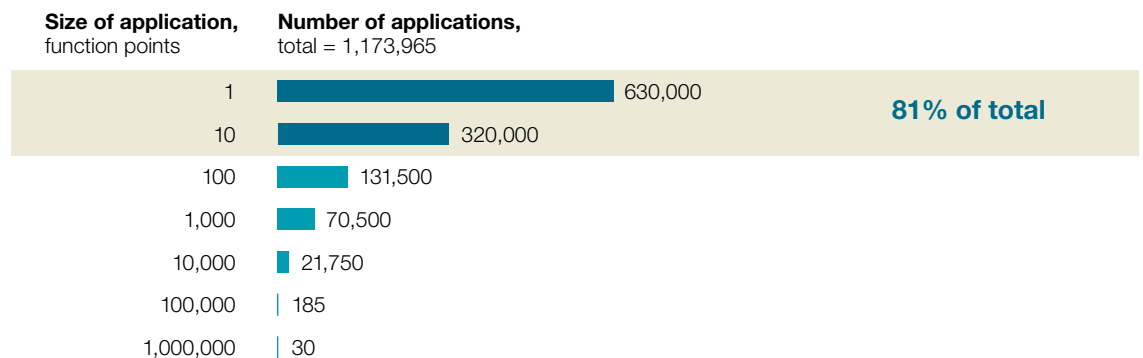 Size of application,
function points
Number of applications,
total = 1,173,965
1 630,000
10 320,000
81% of total
100 131,500
1,000 70,500
10,000 21,750
100,000 185
1,000,000 30